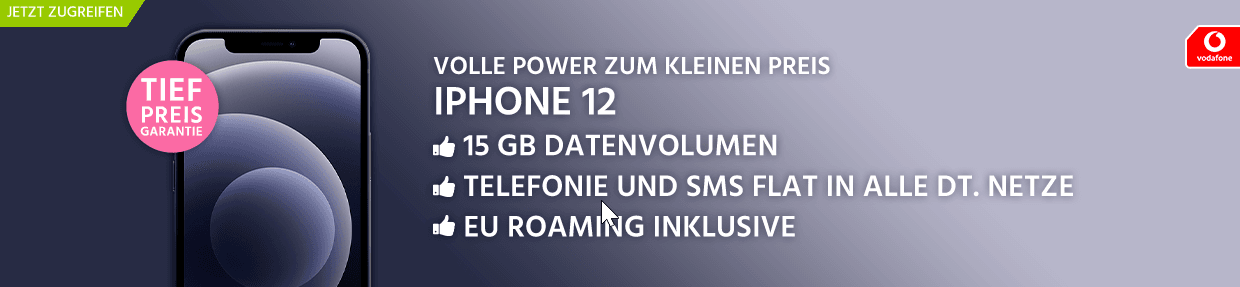 JETZT ZUGREIFEN
TIEF
PREIS
GARANTIE
VOLLE POWER ZUM KLEINEN PREIS
IPHONE 12
15 GB DATENVOLUMEN
TELEFONIE UND SMS FLAT IN ALLE DT. NETZE
EU ROAMING INKLUSIVE
vodafone